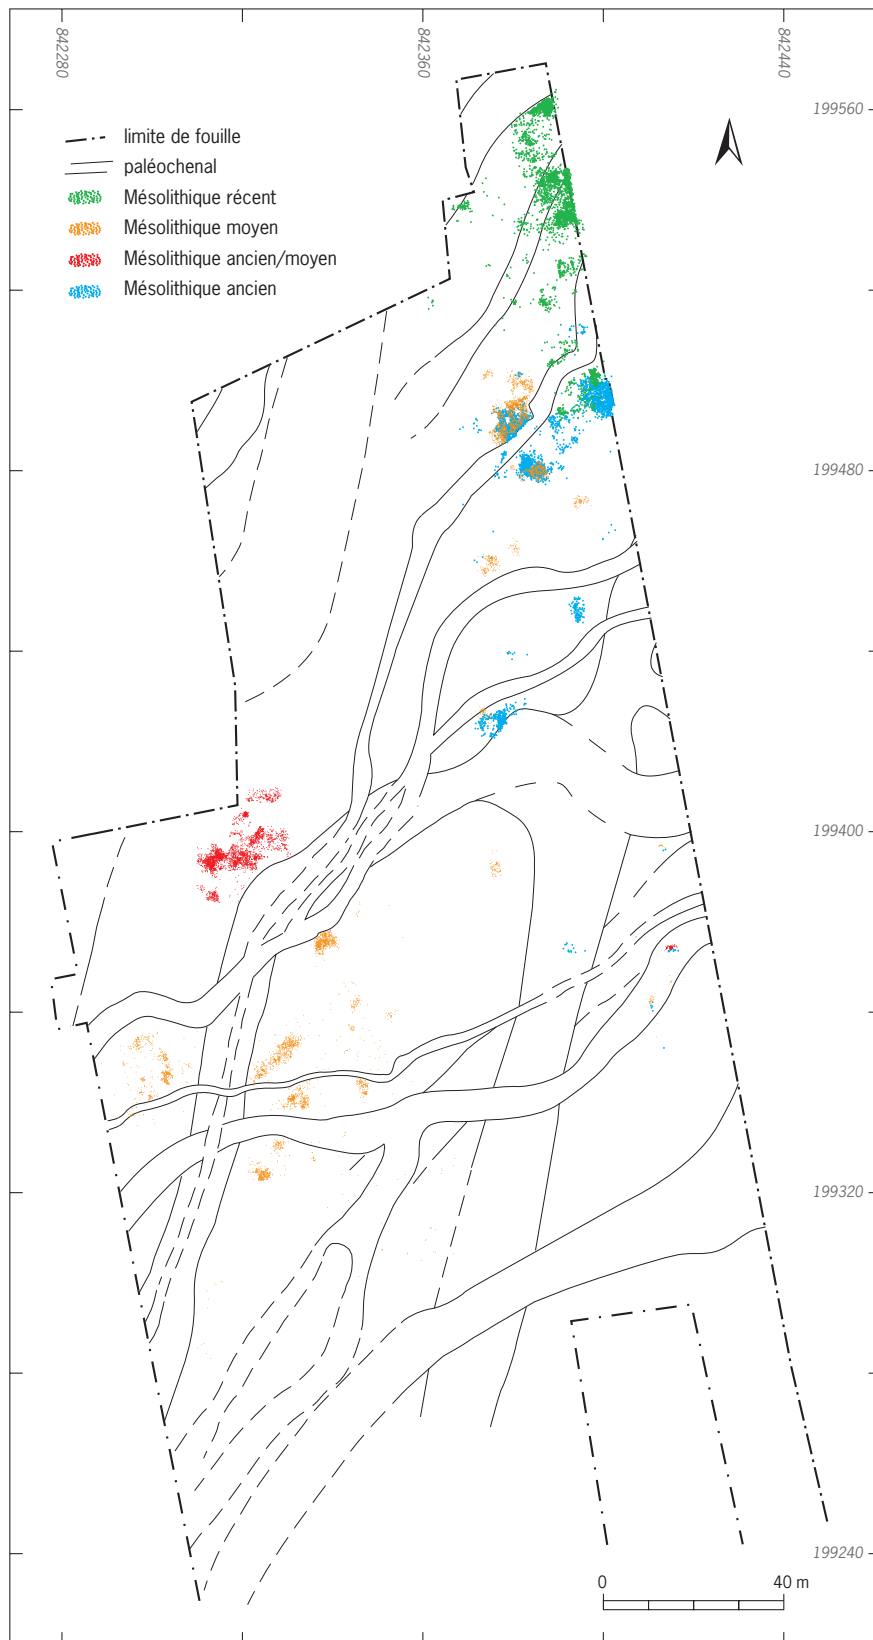 842280
842360
842440
199560
limite de fouille
paléochenal
Mésolithique récent
Mésolithique moyen
Mésolithique ancien/moyen
Mésolithique ancien
199480
199400
199320
199240
0 40 m